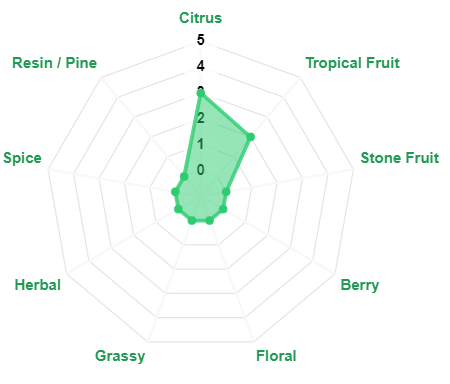 Citrus
5
4
3
2
1
0
Tropical Fruit
Stone Fruit
Berry
Floral
Grassy
Herbal
Spice
Resin / Pine